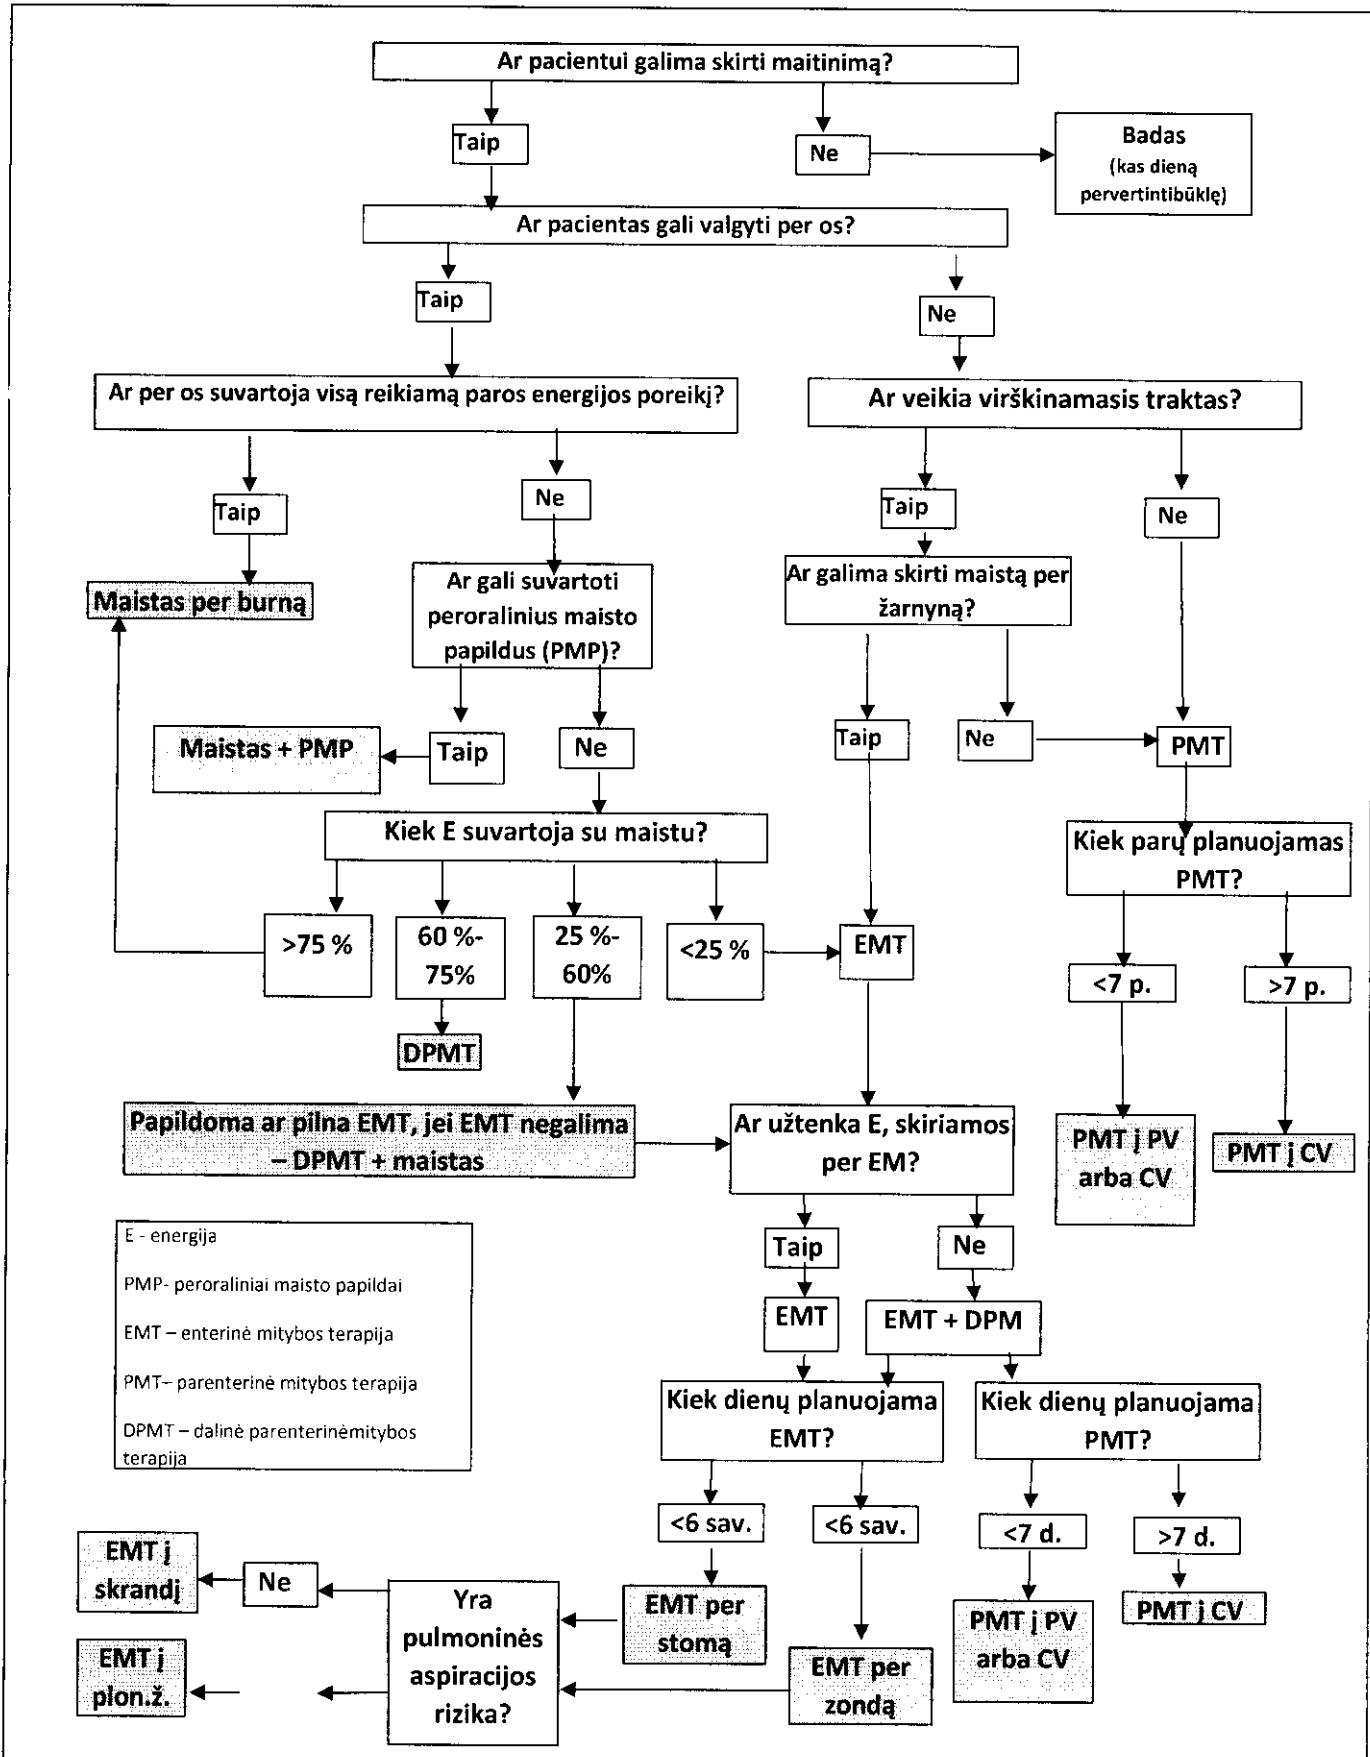 Ar pacientui galima skirti maitinimą?
Taip
Ne
Badas
(kas dieną
pervertintibūklę)
Ar pacientas gali valgyti per os?
Taip
Ne
Ar per os suvartoja visą reikiamą paros energijos poreikį?
Ar veikia virškinamasis traktas?
Taip
Ne
Taip
Ne
Maistas per burną
Ar gali suvartoti
peroralinius maisto
papildus (PMP)?
Ar galima skirti maistą per
žarnyną?
Maistas + PMP
Taip
Ne
Taip
Ne
PMT
Kiek E suvartoja su maistu?
Kiek parų planuojamas
PMT?
>75 %
60 %-
75%
25 %-
60%
<25 %
EMT
<7 p.
>7 p.
DPMT
Papildoma ar pilna EMT, jei EMT negalima
– DPMT + maistas
Ar užtenka E, skiriamos
per EM?
PMT į PV
arba CV
PMT į CV
E - energija
PMP- peroraliniai maisto papildai
EMT – enterinė mitybos terapija
PMT– parenterinė mitybos terapija
DPMT – dalinė parenterinėmitybos
terapija
Taip
Ne
EMT
EMT + DPM
Kiek dienų planuojama
EMT?
Kiek dienų planuojama
PMT?
<6 sav.
<6 sav.
<7 d.
>7 d.
EMT į
skrandį
Ne
Yra
pulmoninės
aspiracijos
rizika?
EMT per
stomą
PMT į PV
arba CV
PMT į CV
EMT į
plon.ž.
EMT per
zondą